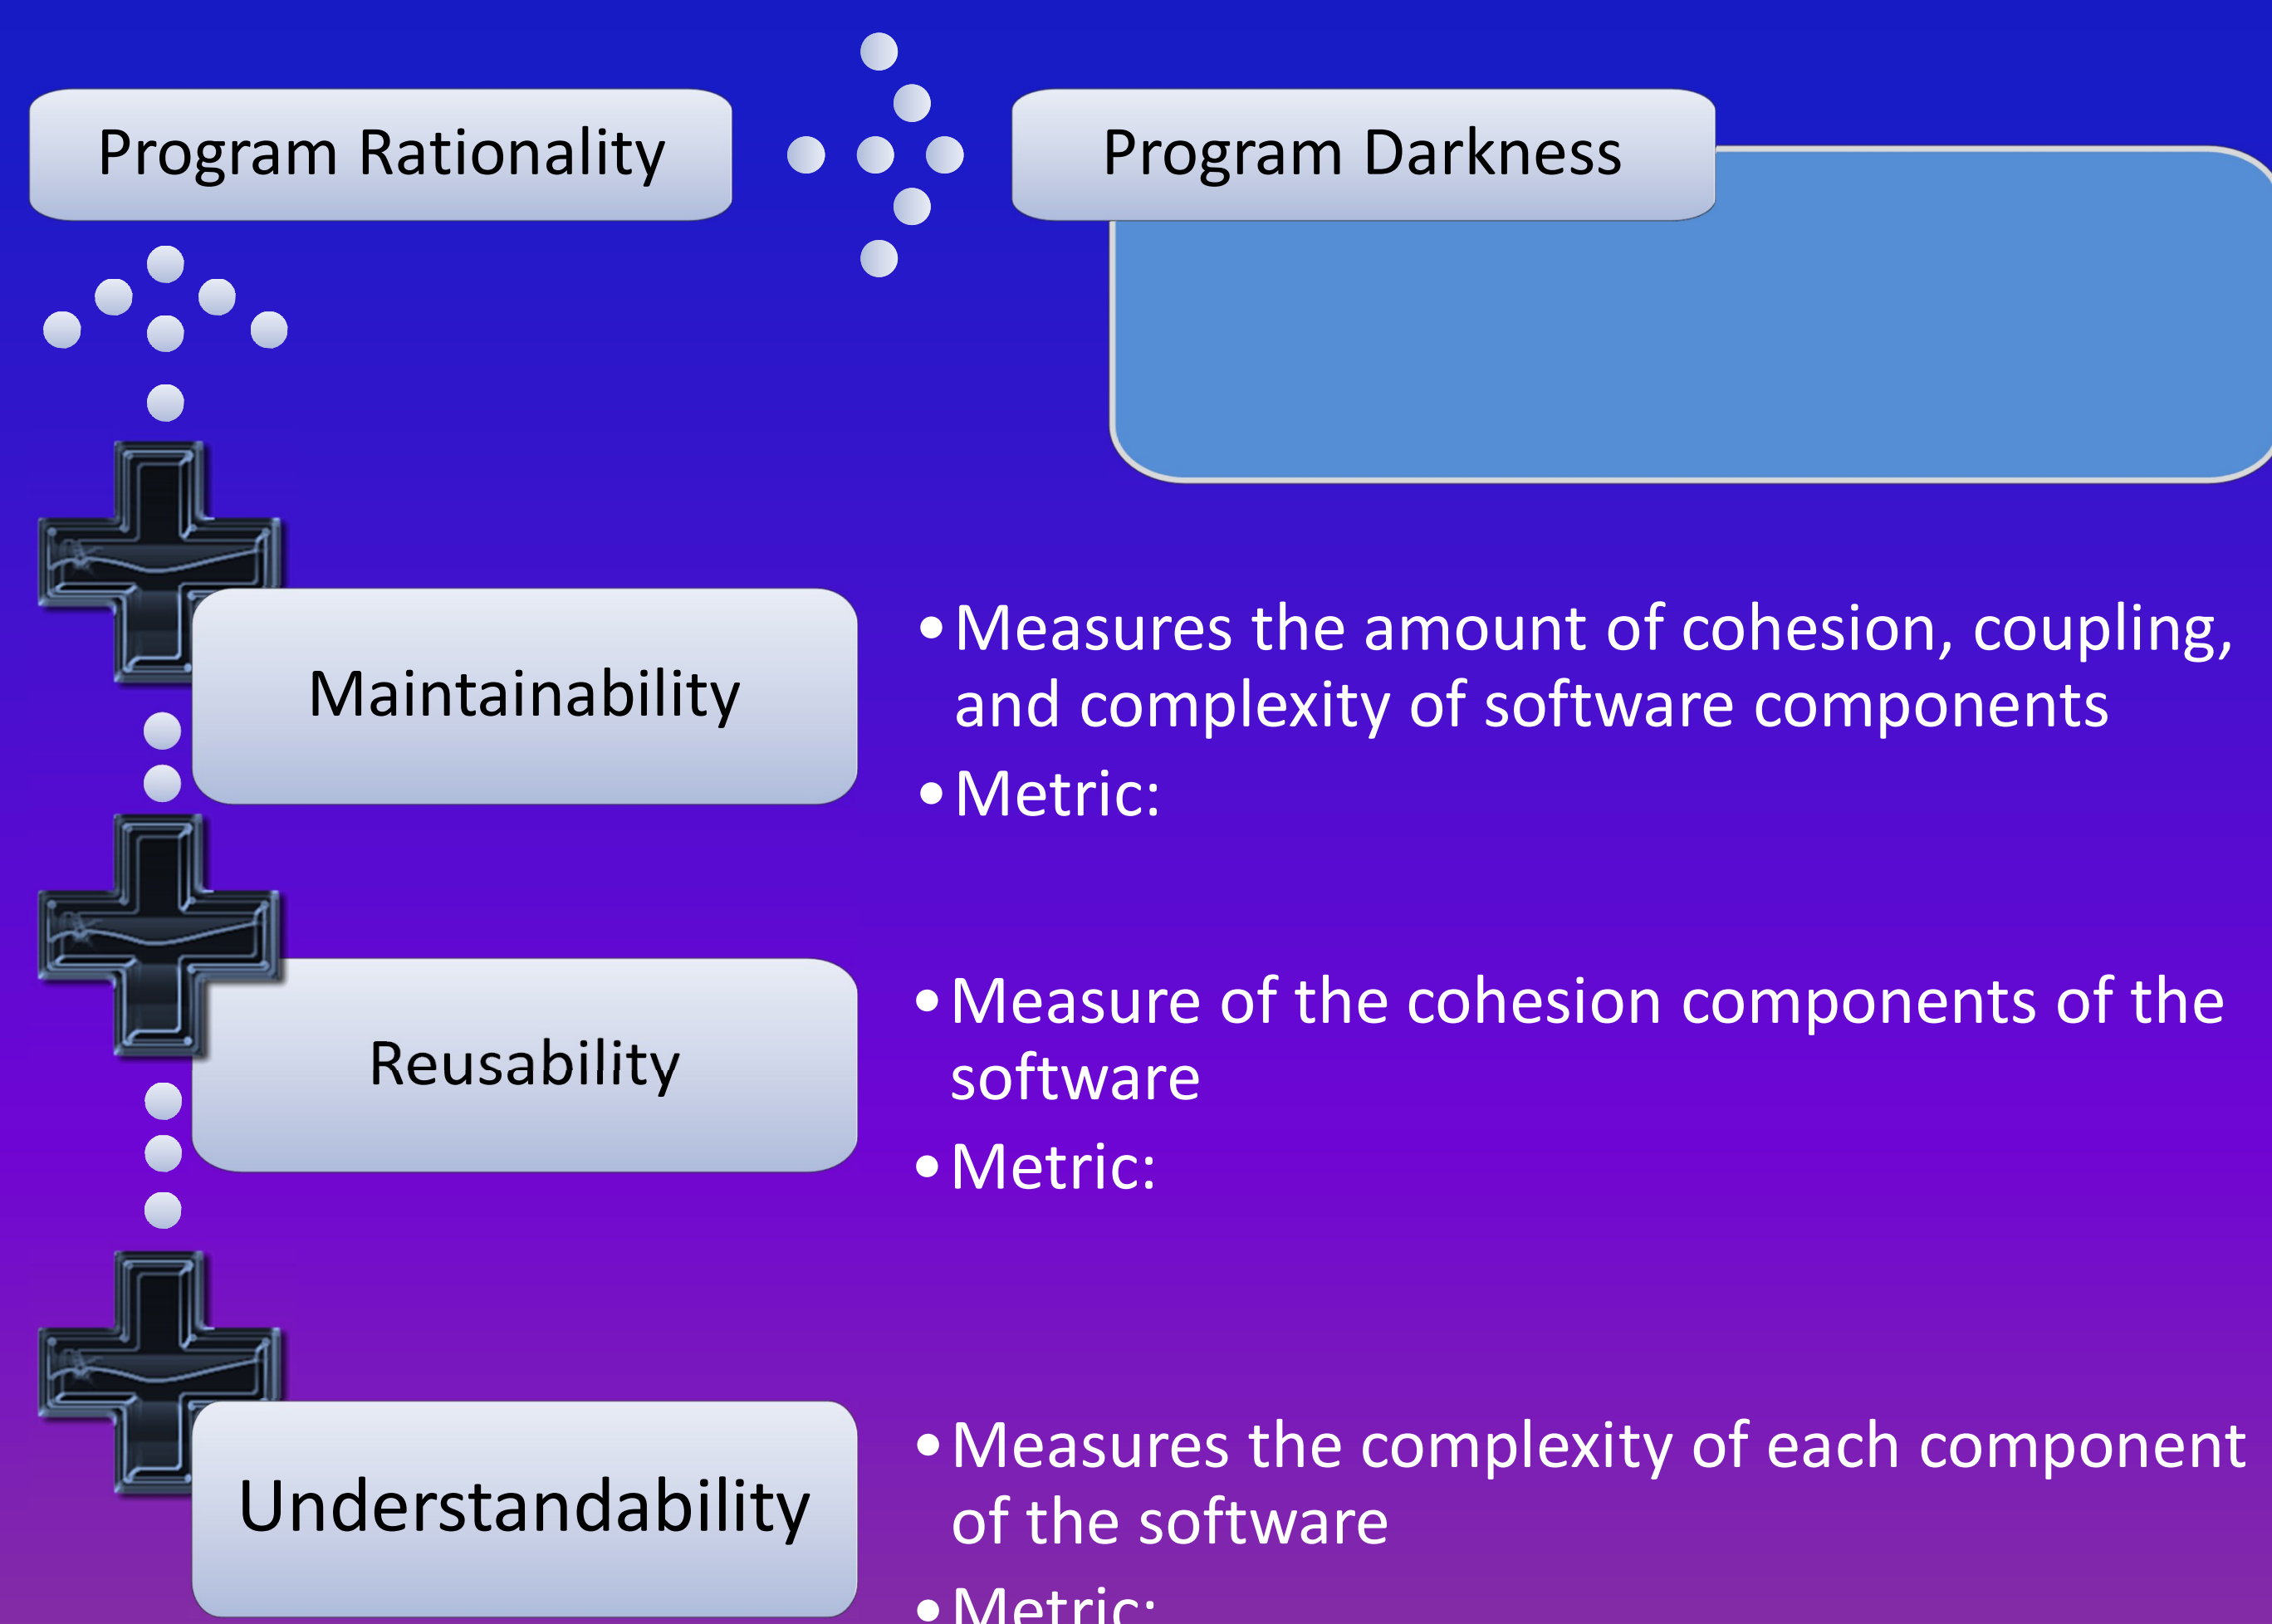 Program Rationality
Program Darkness
Maintainability
•Measures the amount of cohesion, coupling,
and complexity of software components
•Metric:
Reusability
•Measure of the cohesion components of the
software
•Metric:
Understandability
•Measures the complexity of each component
of the software
•Metric: